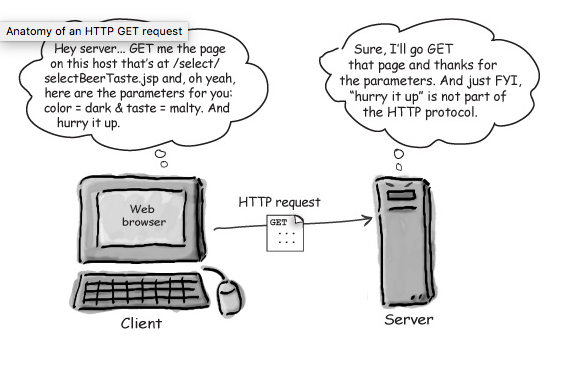 Anatomy of an HTTP GET request
Hey server... GET me the page
on this host that's at /select/
selectBeerTaste.jsp and, oh yeah,
here are the parameters for you:
color = dark & taste = malty. And
hurry it up.
Sure, I'll go GET
that page and thanks for
the parameters. And just FYI,
"hurry it up" is not part of
the HTTP protocol.
Web
browser
HTTP request
GET
Client
Server